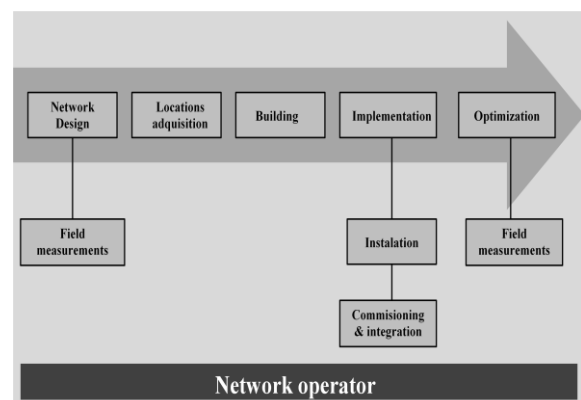 Network
Design
Locations
adquisition
Building
Implementation
Optimization
Field
measurements
Instalation
Field
measurements
Commisioning
& integration
Network operator